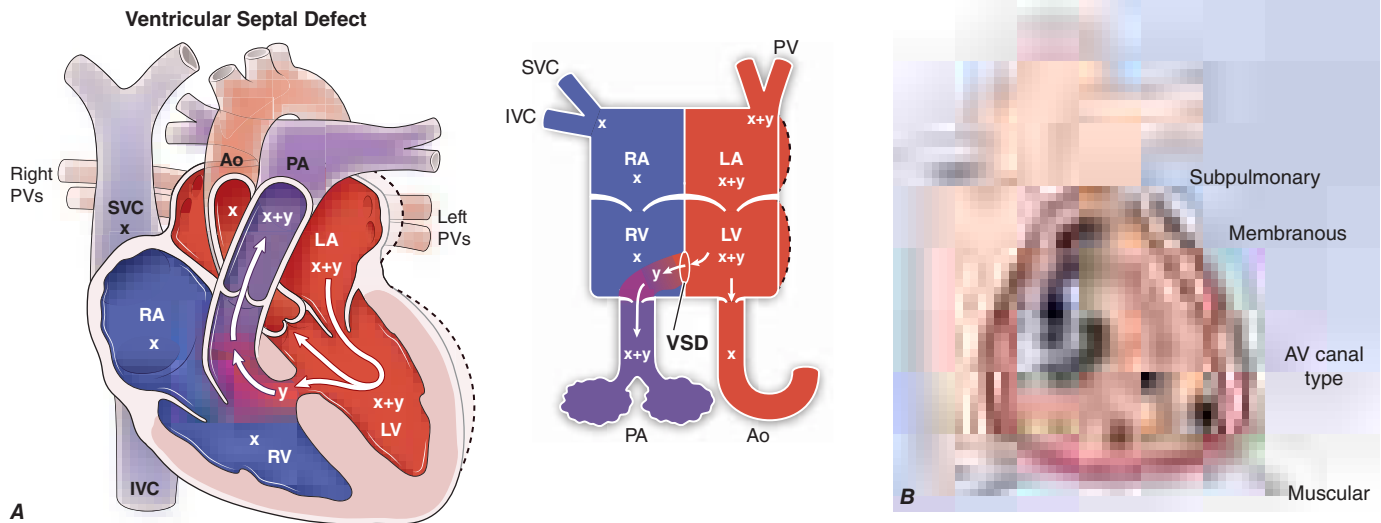 Ventricular Septal Defect
Right
PVs
SVC
x
Ao
PA
x
x+y
LA
x+y
Left
PVs
RA
x
y
x+y
LV
x
RV
IVC
A
SVC
IVC
PV
x
x+y
RA
x
LA
x+y
RV
x
LV
x+y
y
VSD
x+y
x
PA
Ao
Subpulmonary
Membranous
AV canal
type
Muscular
B